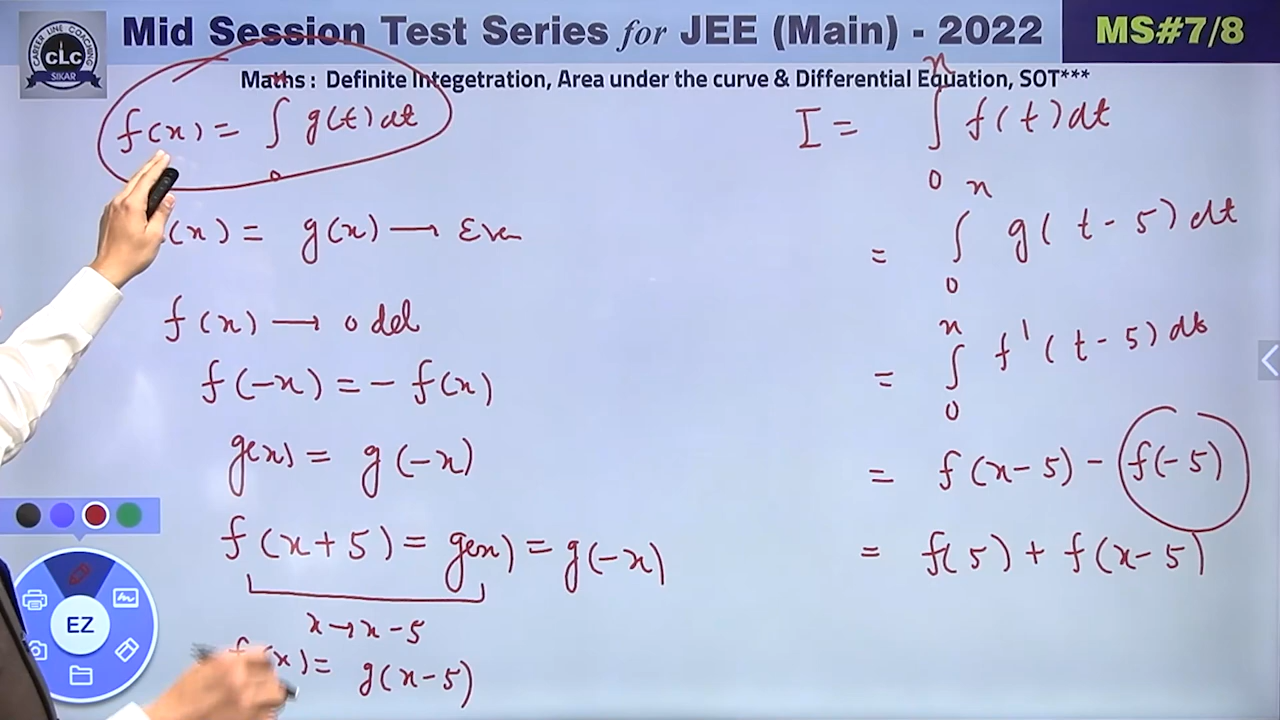 Mid Session Test Series for JEE (Main) - 2022
MS#7/8
CAREER LINE COACHING
CLC
SIKAR
Maths : Definite Integetration, Area under the curve & Differential Equation, SOT***
f(x) = ∫₀ˣ g(t) dt
(x) = g(x) → Even
f(x) → odd
f(-x) = - f(x)
g(x) = g(-x)
f(x+5) = g(x) = g(-x)
x→x-5
f(x) = g(x-5)
I = ∫₀ˣ f(t) dt
= ∫₀ˣ g(t-5) dt
= ∫₀ˣ f'(t-5) dt
= f(x-5) - f(-5)
= f(5) + f(x-5)
EZ